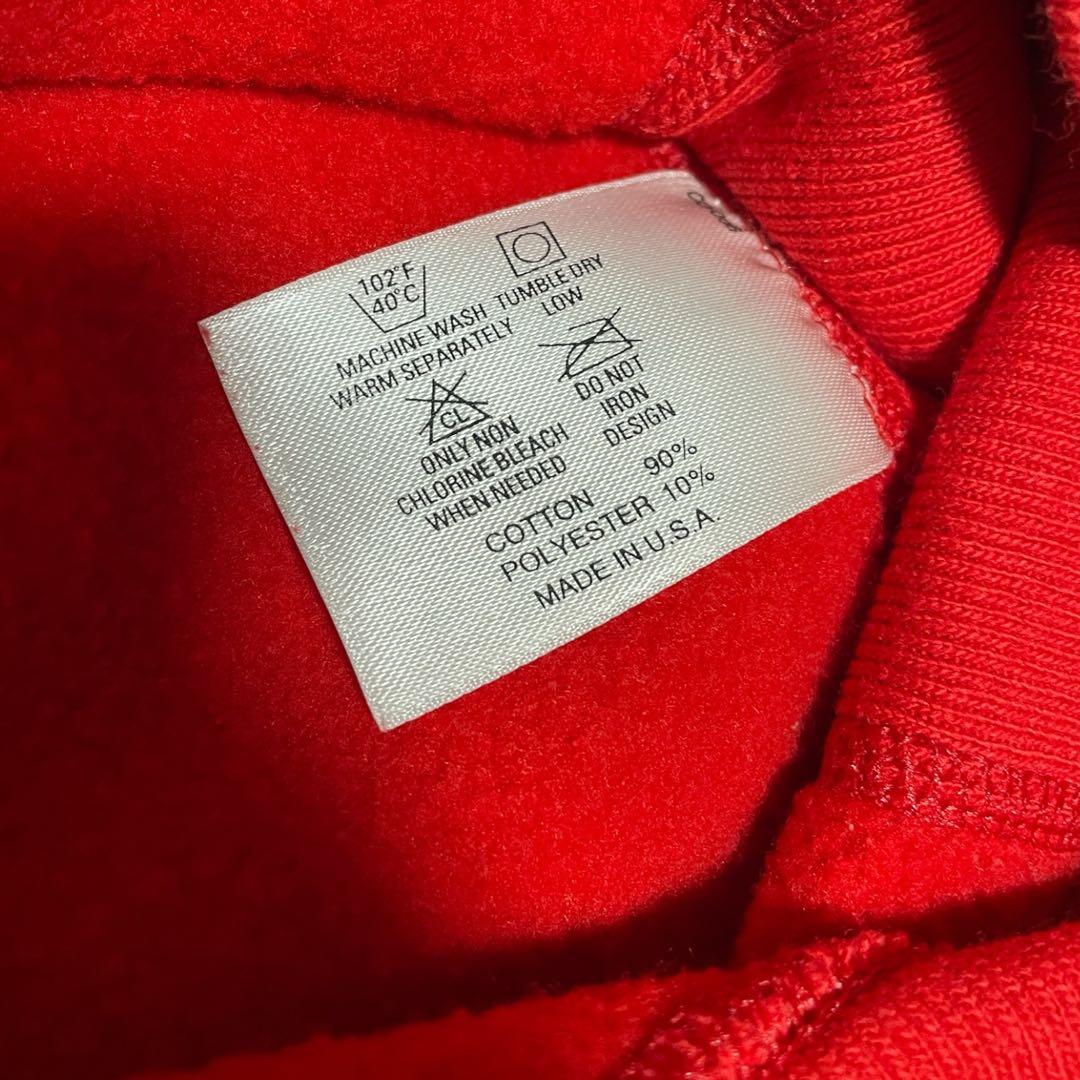 102°F
40°C
MACHINE WASH
WARM SEPARATELY
TUMBLE DRY
LOW
CL
ONLY NON
CHLORINE BLEACH
WHEN NEEDED
DO NOT
IRON
DESIGN
COTTON 90%
POLYESTER 10%
MADE IN U.S.A.